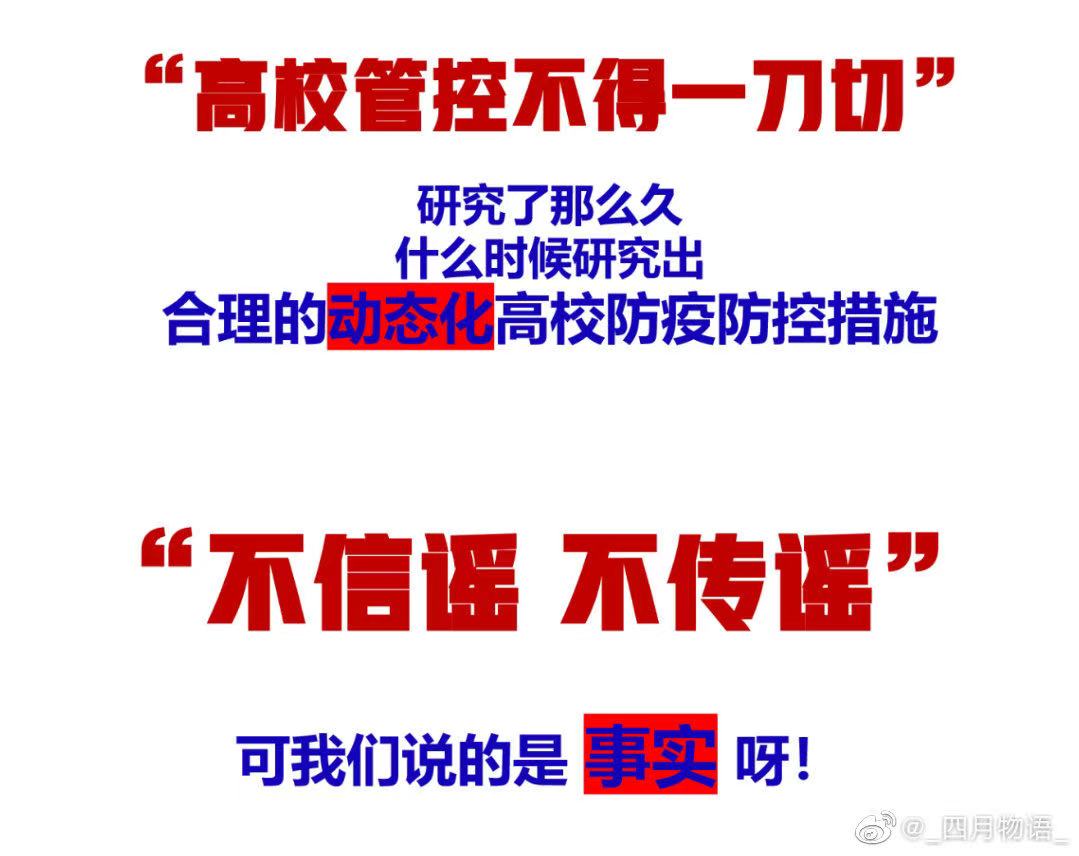 “高校管控不得一刀切”
研究了那么久
什么时候研究出
合理的动态化高校防疫防控措施
“不信谣 不传谣”
可我们说的是 事实 呀！
@_四月物语_